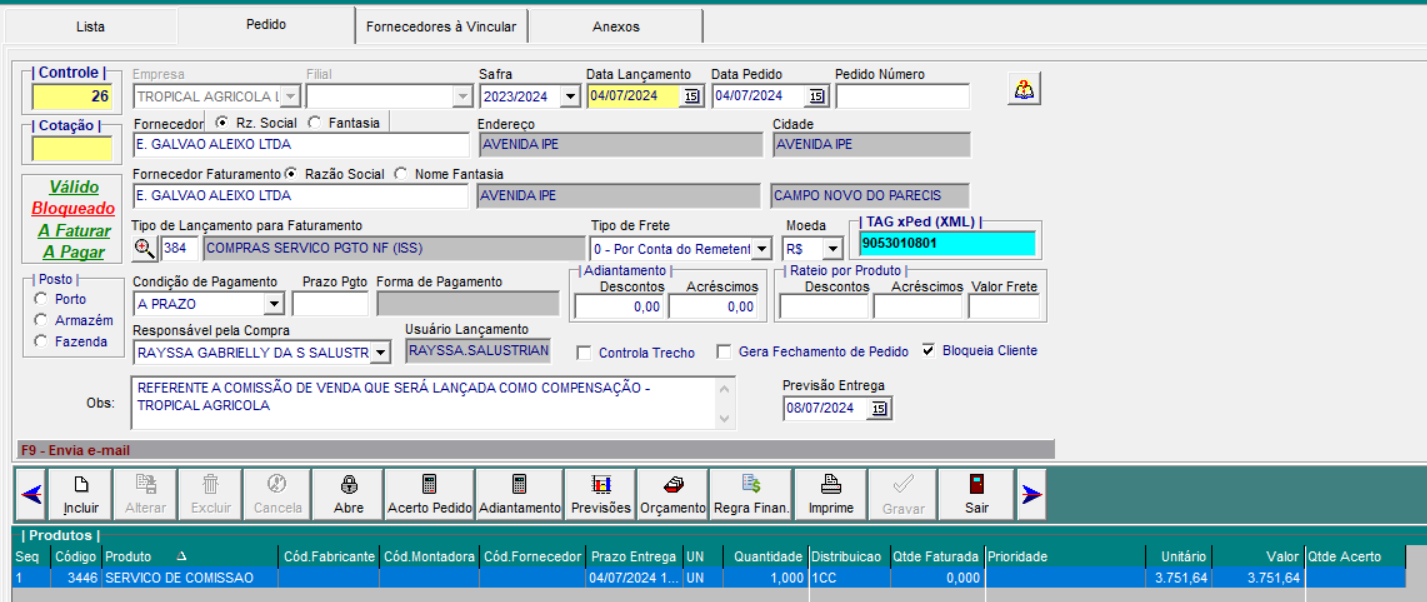 Lista Pedido Fornecedores à Vincular Anexos
| Controle | Empresa Filial Safra Data Lançamento Data Pedido Pedido Número
26 TROPICAL AGRICOLA L 2023/2024 04/07/2024 15 04/07/2024 15
| Cotação | Fornecedor Rz. Social Fantasia Endereço Cidade
E. GALVAO ALEIXO LTDA AVENIDA IPE AVENIDA IPE
Fornecedor Faturamento Razão Social Nome Fantasia
Válido E. GALVAO ALEIXO LTDA AVENIDA IPE CAMPO NOVO DO PARECIS
Bloqueado
A Faturar
A Pagar
Tipo de Lançamento para Faturamento Tipo de Frete Moeda | TAG xPed (XML) |
384 COMPRAS SERVICO PGTO NF (ISS) 0 - Por Conta do Remetent R$ 9053010801
| Posto | Condição de Pagamento Prazo Pgto Forma de Pagamento | Adiantamento | | Rateio por Produto |
Descontos Acréscimos Descontos Acréscimos Valor Frete
Porto A PRAZO 0,00 0,00
Armazém
Fazenda
Responsável pela Compra Usuário Lançamento
RAYSSA GABRIELLY DA S SALUSTR RAYSSA.SALUSTRIAN Controla Trecho Gera Fechamento de Pedido Bloqueia Cliente
Obs: REFERENTE A COMISSÃO DE VENDA QUE SERÁ LANÇADA COMO COMPENSAÇÃO -
TROPICAL AGRICOLA
Previsão Entrega
08/07/2024 15
F9 - Envia e-mail
Incluir Alterar Excluir Cancela Abre Acerto Pedido Adiantamento Previsões Orçamento Regra Finan. Imprime Gravar Sair
| Produtos |
Seq Código Produto Cód.Fabricante Cód.Montadora Cód.Fornecedor Prazo Entrega UN Quantidade Distribuicao Qtde Faturada Prioridade Unitário Valor Qtde Acerto
1 3446 SERVICO DE COMISSAO 04/07/2024 1... UN 1,000 1CC 0,000 3.751,64 3.751,64